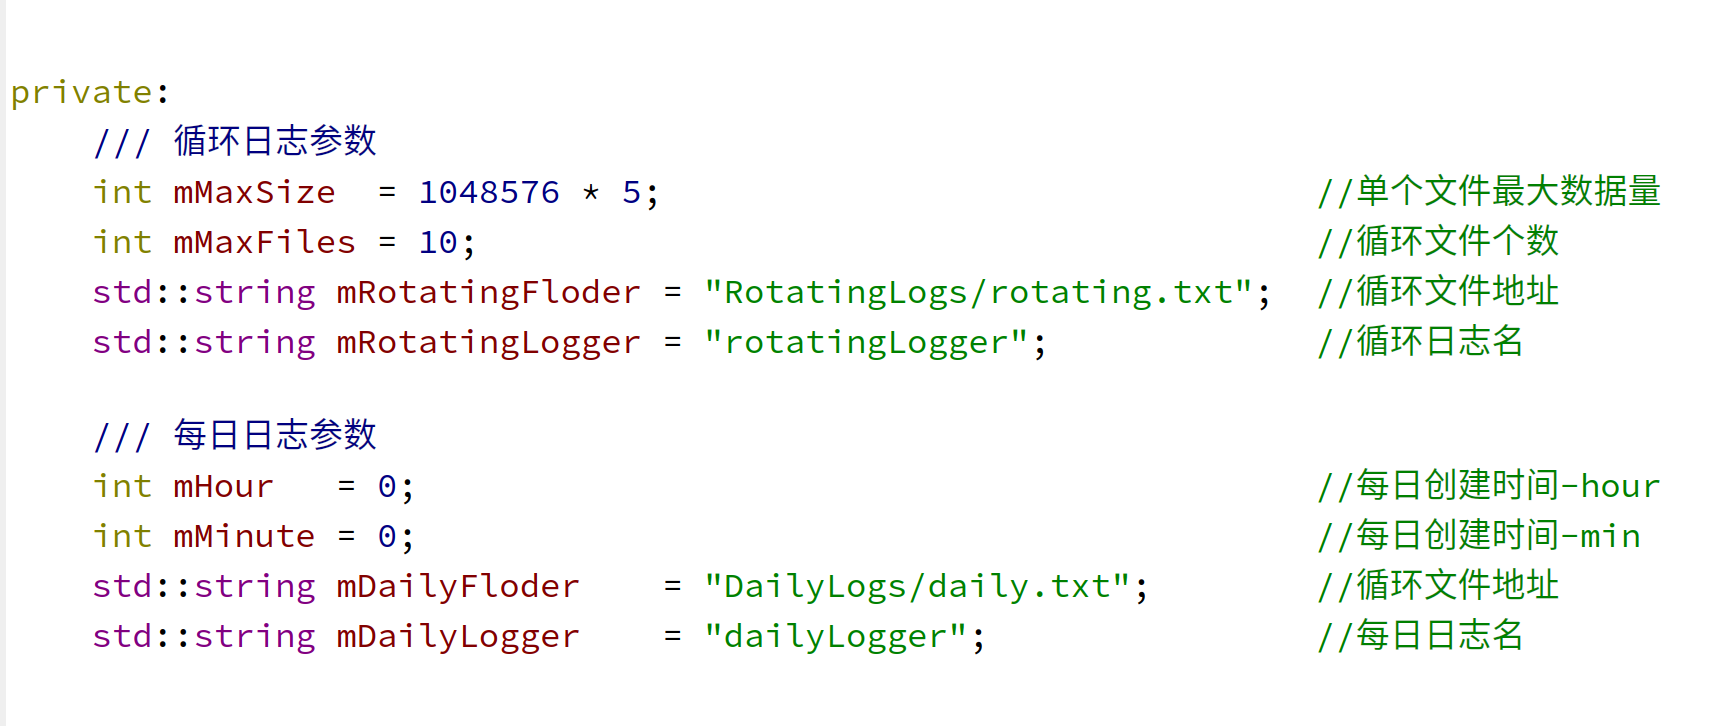 private:
    /// 循环日志参数
    int mMaxSize  = 1048576 * 5;                                //单个文件最大数据量
    int mMaxFiles = 10;                                         //循环文件个数
    std::string mRotatingFloder = "RotatingLogs/rotating.txt";  //循环文件地址
    std::string mRotatingLogger = "rotatingLogger";             //循环日志名

    /// 每日日志参数
    int mHour   = 0;                                            //每日创建时间-hour
    int mMinute = 0;                                            //每日创建时间-min
    std::string mDailyFloder    = "DailyLogs/daily.txt";        //循环文件地址
    std::string mDailyLogger    = "dailyLogger";                //每日日志名